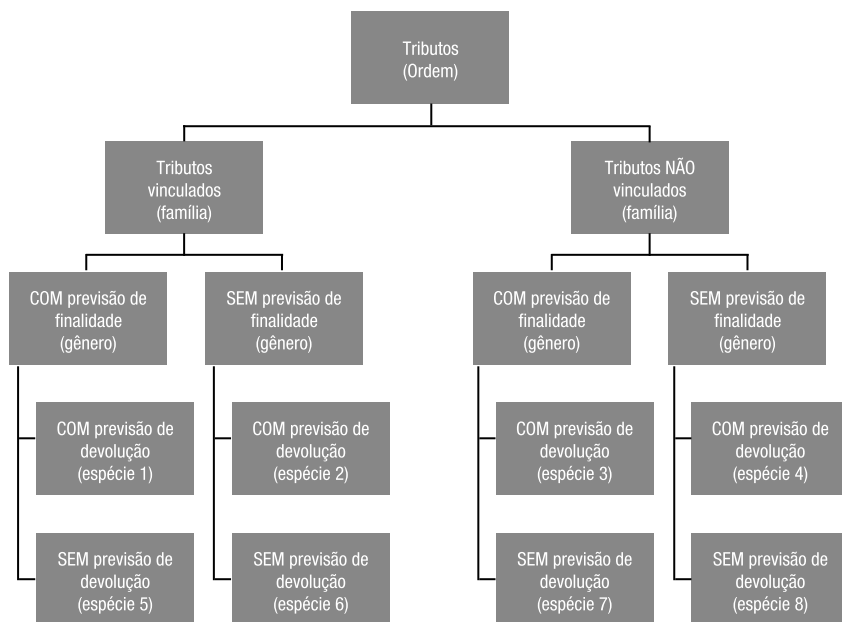 Tributos
(Ordem)
Tributos
vinculados
(família)
Tributos NÃO
vinculados
(família)
COM previsão de
finalidade
(gênero)
SEM previsão de
finalidade
(gênero)
COM previsão de
finalidade
(gênero)
SEM previsão de
finalidade
(gênero)
COM previsão de
devolução
(espécie 1)
COM previsão de
devolução
(espécie 2)
COM previsão de
devolução
(espécie 3)
COM previsão de
devolução
(espécie 4)
SEM previsão de
devolução
(espécie 5)
SEM previsão de
devolução
(espécie 6)
SEM previsão de
devolução
(espécie 7)
SEM previsão de
devolução
(espécie 8)